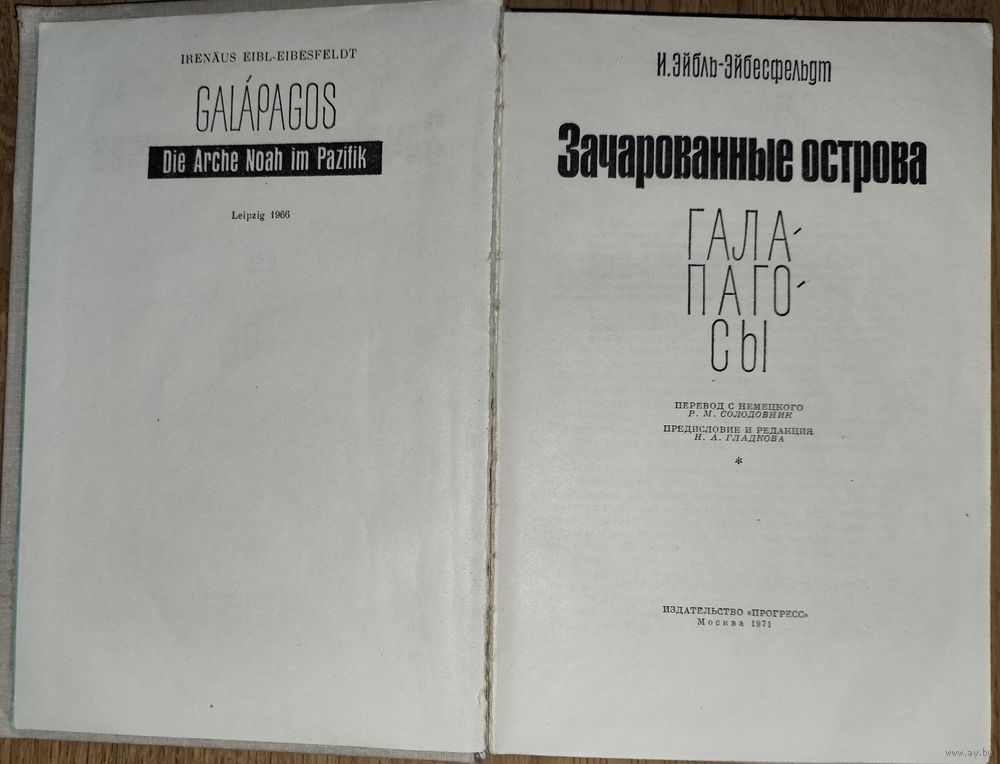 IRENÄUS EIBL-EIBESFELDT
GALÁPAGOS
Die Arche Noah im Pazifik
Leipzig 1966
И. Эйбль-Эйбесфельдт
Зачарованные острова
ГАЛА-
ПАГО-
СЫ
ПЕРЕВОД С НЕМЕЦКОГО
Р. М. СОЛОДОВНИК
ПРЕДИСЛОВИЕ И РЕДАКЦИЯ
Н. А. ГЛАДКОВА
*
ИЗДАТЕЛЬСТВО «ПРОГРЕСС»
Москва 1971
www.ay.by